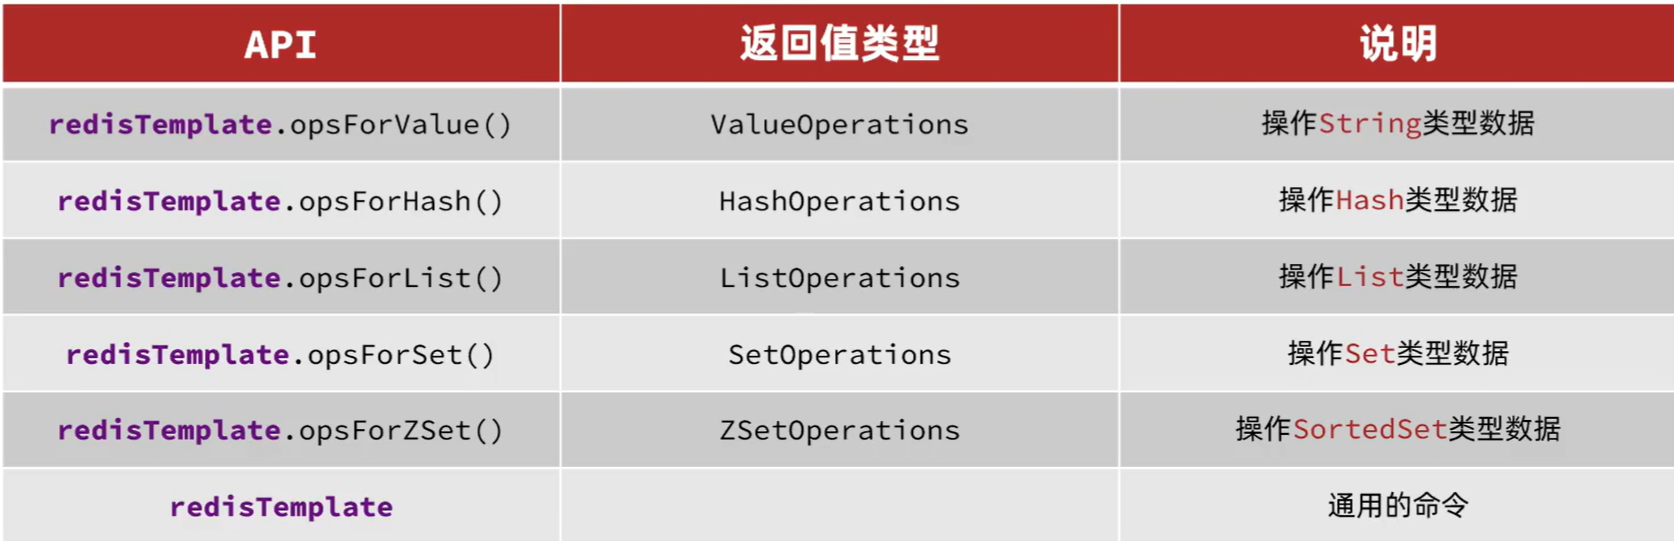 API 返回值类型 说明
redisTemplate.opsForValue() ValueOperations 操作String类型数据
redisTemplate.opsForHash() HashOperations 操作Hash类型数据
redisTemplate.opsForList() ListOperations 操作List类型数据
redisTemplate.opsForSet() SetOperations 操作Set类型数据
redisTemplate.opsForZSet() ZSetOperations 操作SortedSet类型数据
redisTemplate 通用的命令